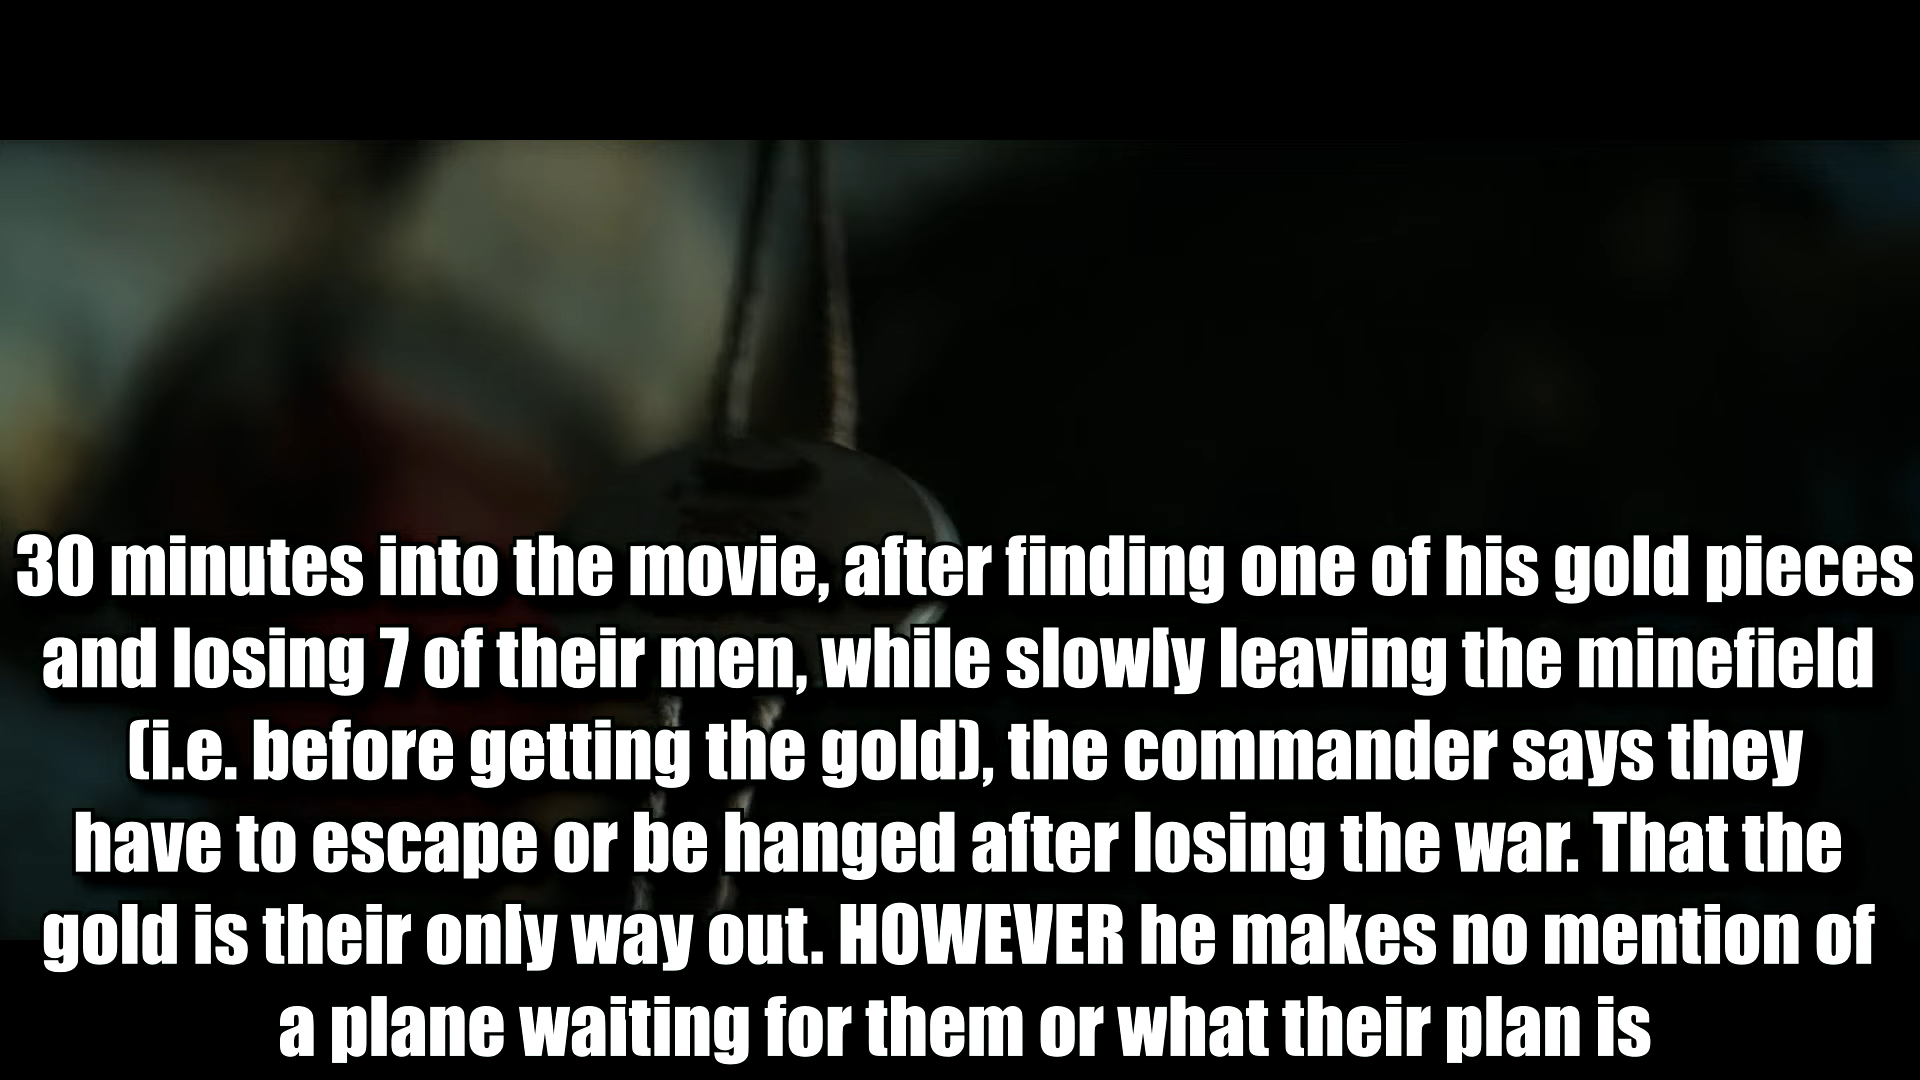 30 minutes into the movie, after finding one of his gold pieces
and losing 7 of their men, while slowly leaving the minefield
(i.e. before getting the gold), the commander says they
have to escape or be hanged after losing the war. That the
gold is their only way out. HOWEVER he makes no mention of
a plane waiting for them or what their plan is